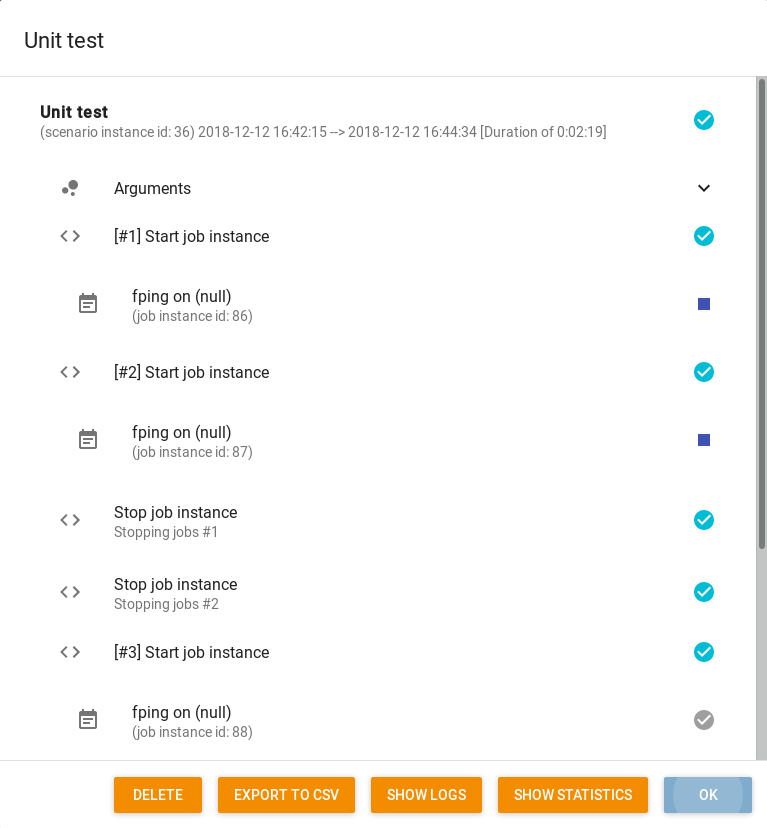 Unit test
Unit test
(scenario instance id: 36) 2018-12-12 16:42:15 --> 2018-12-12 16:44:34 [Duration of 0:02:19]
Arguments
[#1] Start job instance
fping on (null)
(job instance id: 86)
[#2] Start job instance
fping on (null)
(job instance id: 87)
Stop job instance
Stopping jobs #1
Stop job instance
Stopping jobs #2
[#3] Start job instance
fping on (null)
(job instance id: 88)
DELETE EXPORT TO CSV SHOW LOGS SHOW STATISTICS OK